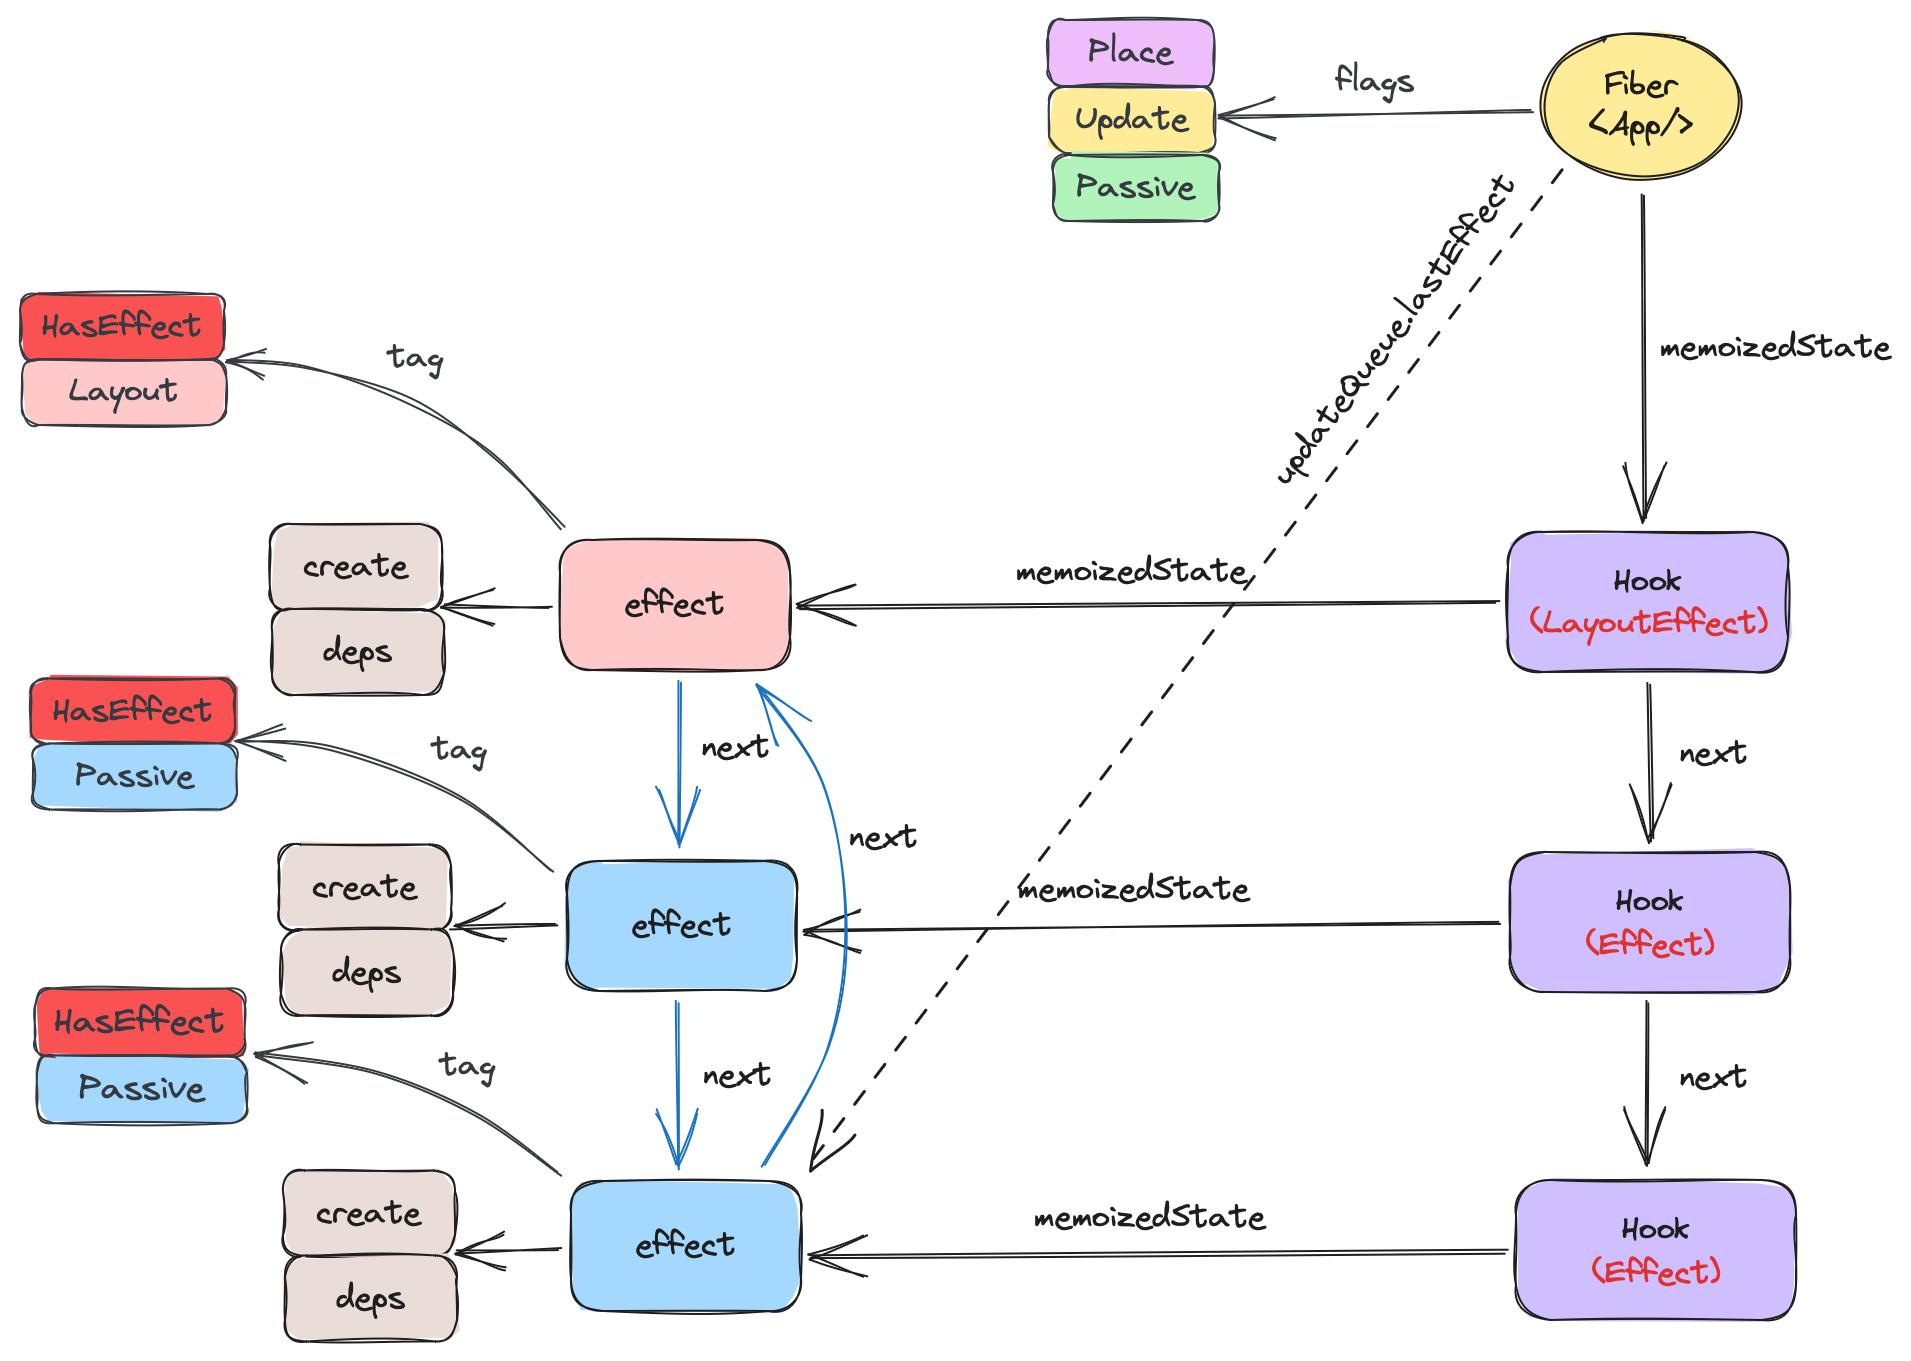 Place
Update
Passive
flags
Fiber
<App/>
updateQueue.lastEffect
memoizedState
HasEffect
Layout
tag
create
deps
effect
memoizedState
Hook
(LayoutEffect)
HasEffect
Passive
tag
next
next
next
create
deps
effect
memoizedState
Hook
(Effect)
HasEffect
Passive
tag
next
next
create
deps
effect
memoizedState
Hook
(Effect)